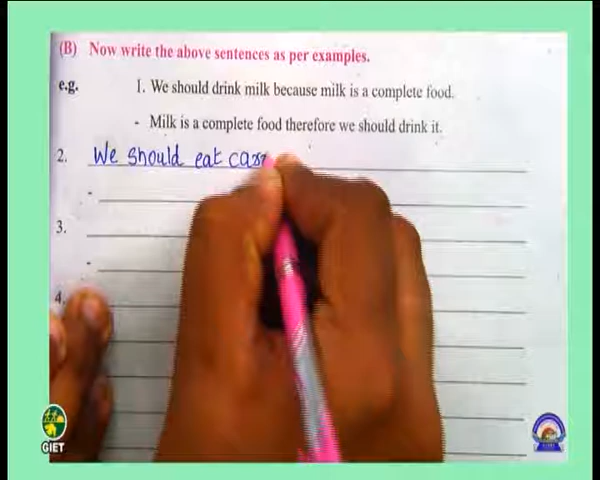 (B) Now write the above sentences as per examples.
e.g. 1. We should drink milk because milk is a complete food.
- Milk is a complete food therefore we should drink it.
2. We should eat carr
-
3.
-
4.
GIET